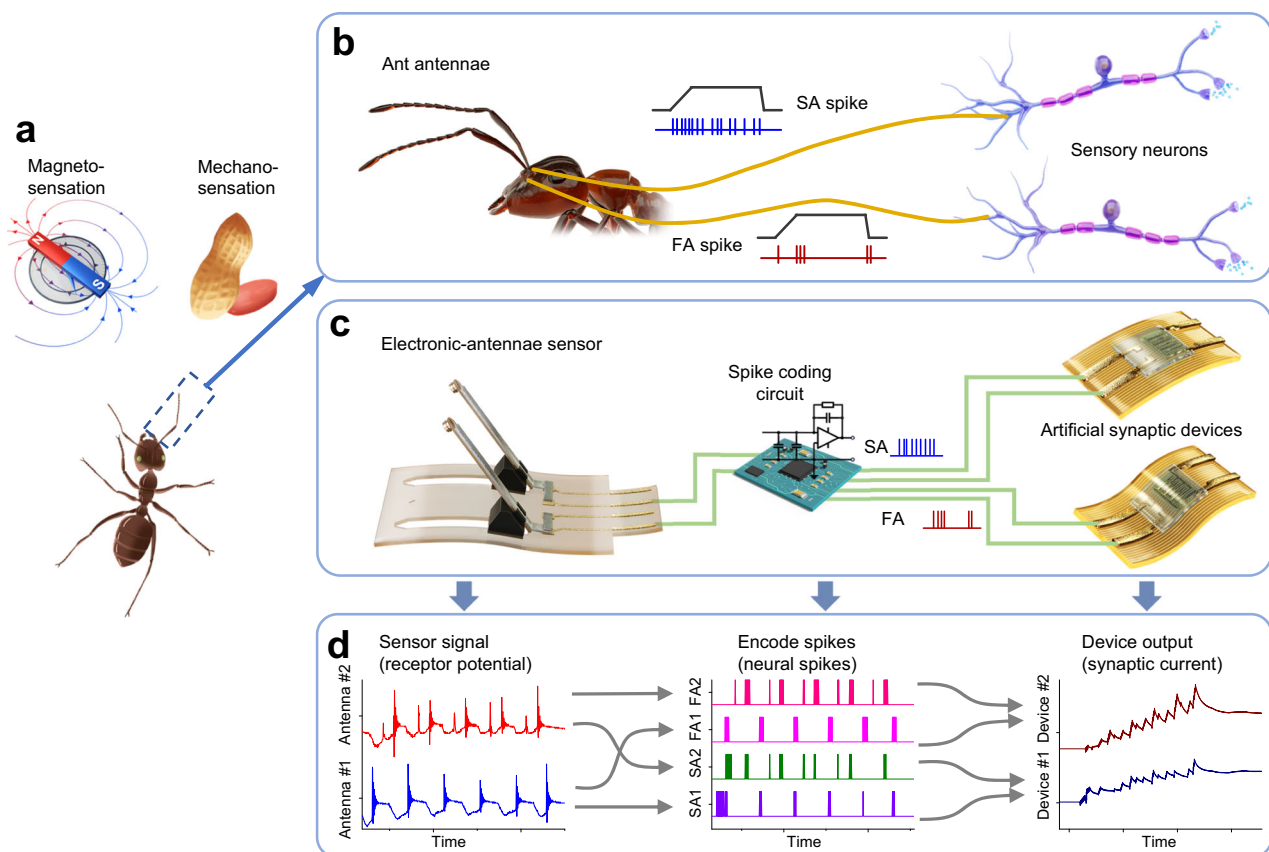 a
Magneto-
sensation
Mechano-
sensation
N
S
b
Ant antennae
SA spike
FA spike
Sensory neurons
c
Electronic-antennae sensor
Spike coding
circuit
SA
FA
Artificial synaptic devices
d
Sensor signal
(receptor potential)
Antenna #2
Antenna #1
Time
Encode spikes
(neural spikes)
FA2
FA1
SA2
SA1
Time
Device output
(synaptic current)
Device #2
Device #1
Time